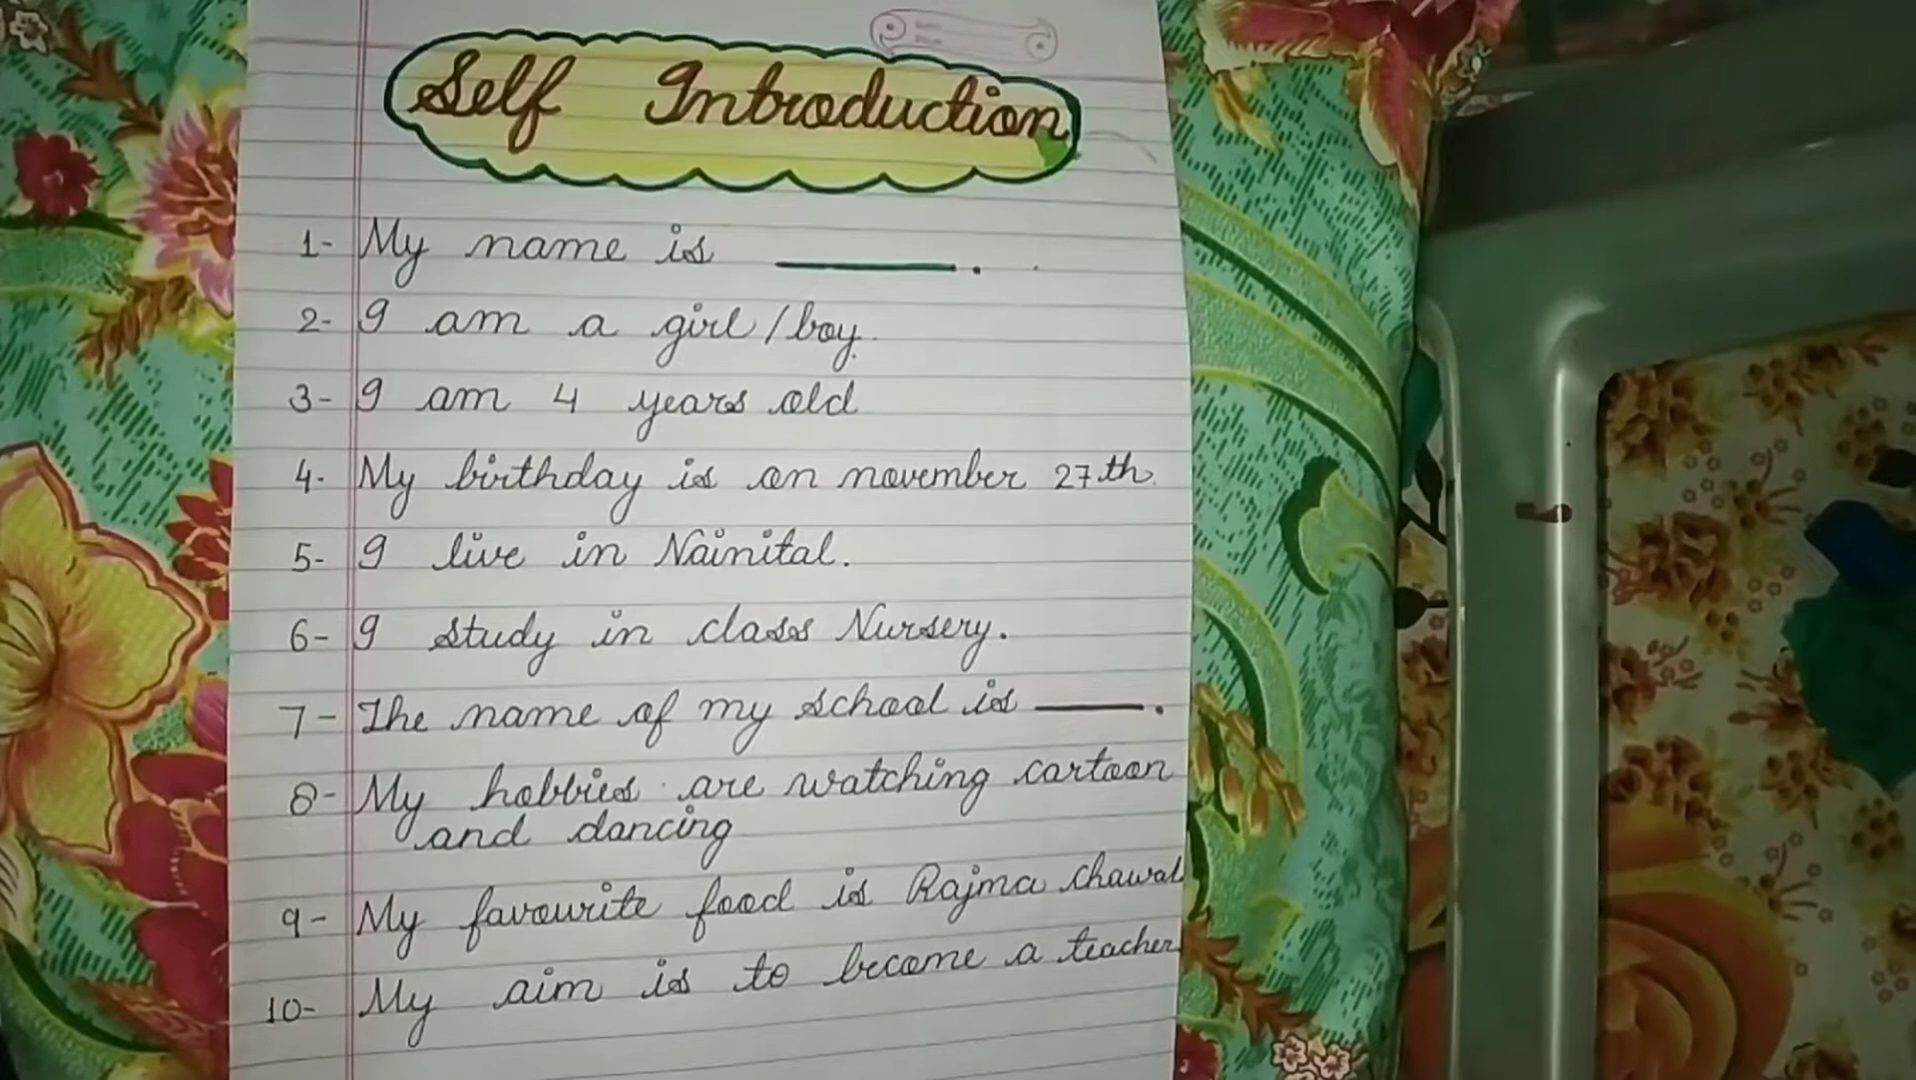 Self Introduction
1- My name is ______.
2- I am a girl/boy.
3- I am 4 years old
4- My birthday is on november 27th.
5- I live in Nainital.
6- I study in class Nursery.
7- The name of my school is ____.
8- My hobbies are watching cartoon
and dancing
9- My favourite food is Rajma chawal
10- My aim is to become a teacher